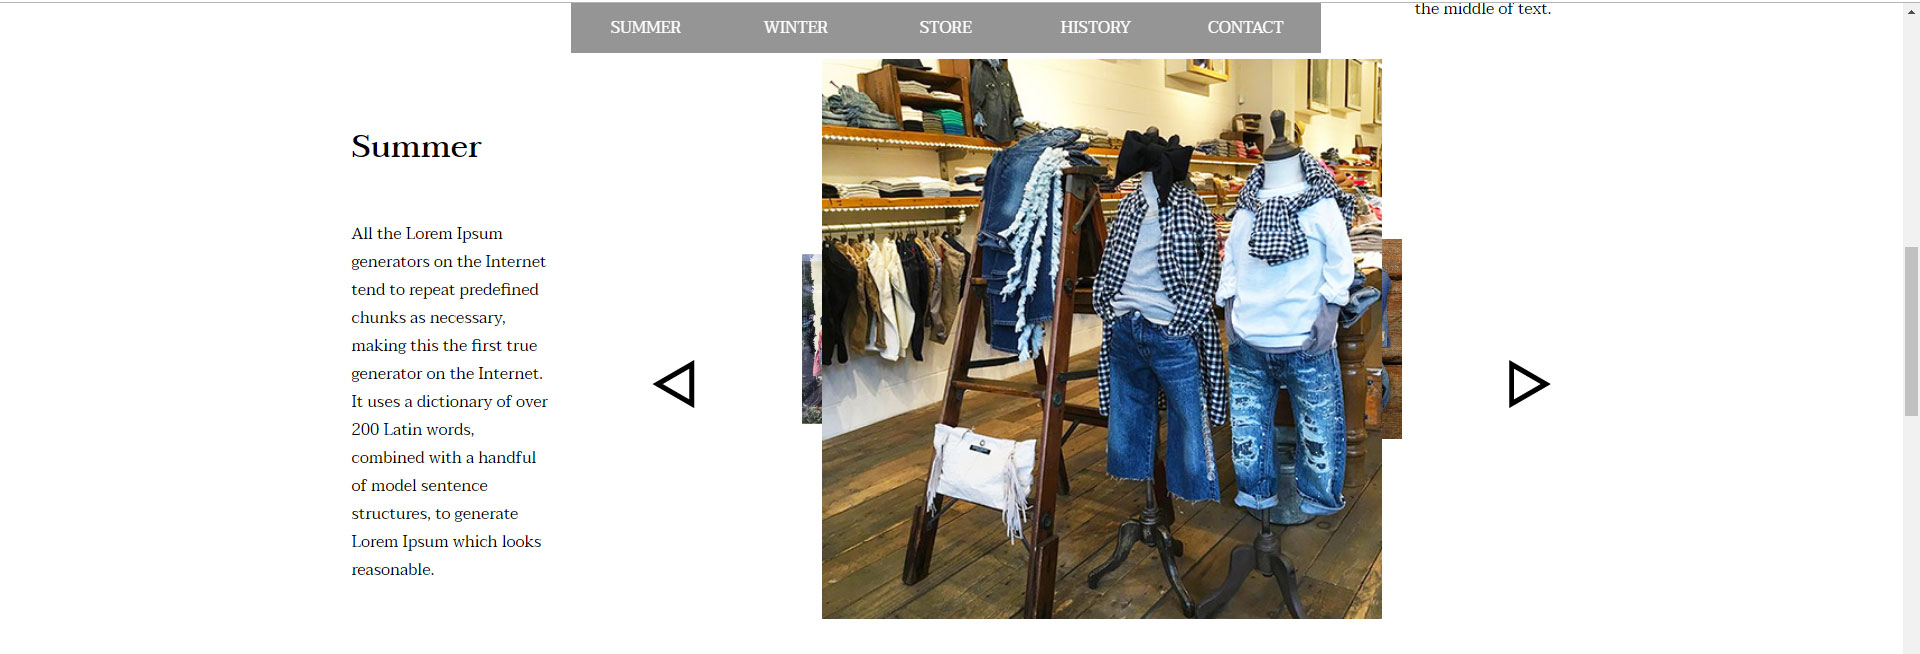 the middle of text.
SUMMER WINTER STORE HISTORY CONTACT
Summer
All the Lorem Ipsum
generators on the Internet
tend to repeat predefined
chunks as necessary,
making this the first true
generator on the Internet.
It uses a dictionary of over
200 Latin words,
combined with a handful
of model sentence
structures, to generate
Lorem Ipsum which looks
reasonable.